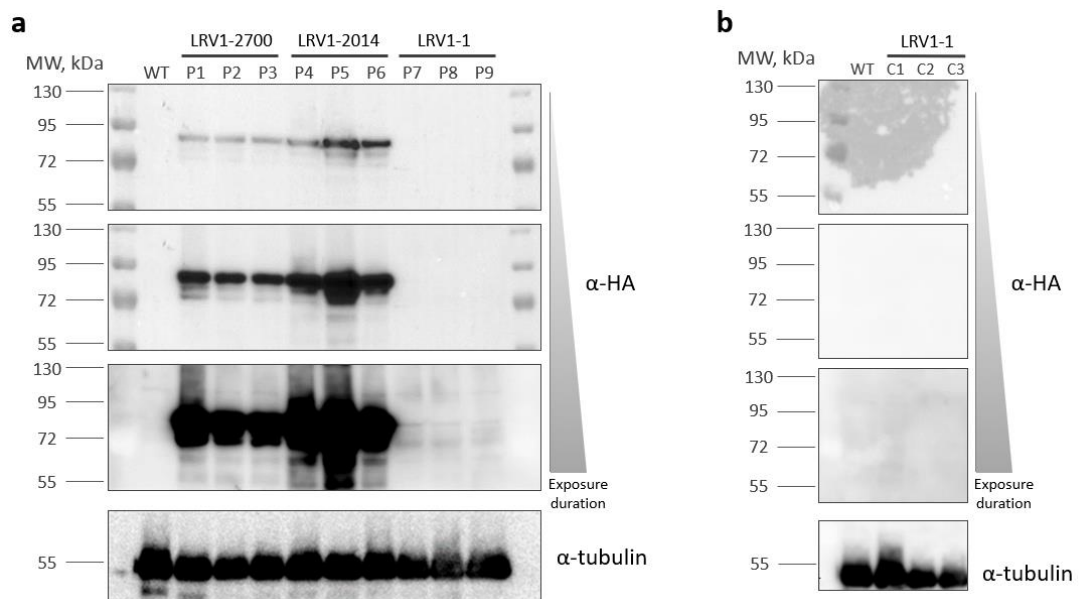 a
LRV1-2700 LRV1-2014 LRV1-1
MW, kDa
WT P1 P2 P3 P4 P5 P6 P7 P8 P9
130
95
72
55
130
95
72
55
130
95
72
55
α-HA
Exposure
duration
55
α-tubulin
b
LRV1-1
MW, kDa
WT C1 C2 C3
130
95
72
55
130
95
72
55
130
95
72
55
α-HA
Exposure
duration
55
α-tubulin